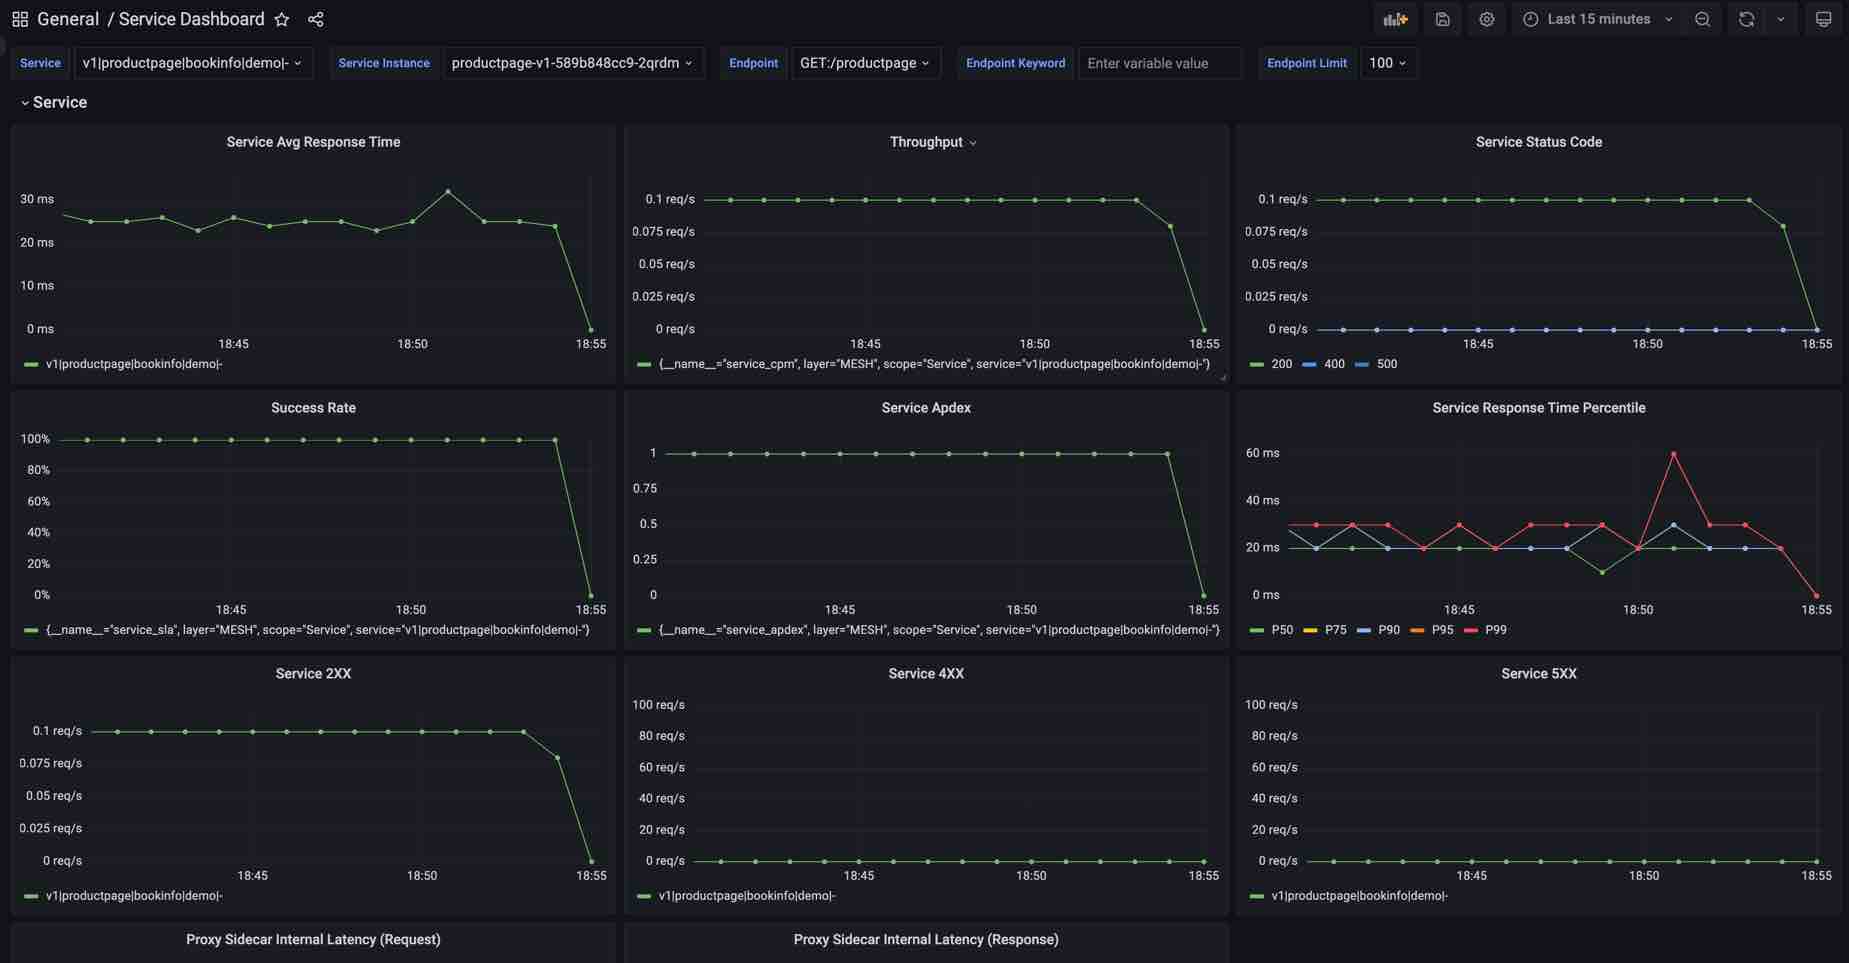 General / Service Dashboard
Last 15 minutes
Service v1|productpage|bookinfo|demo|- Service Instance productpage-v1-589b848cc9-2qrdm Endpoint GET:/productpage Endpoint Keyword Enter variable value Endpoint Limit 100
Service
Service Avg Response Time
30 ms
20 ms
10 ms
0 ms
18:45 18:50 18:55
v1|productpage|bookinfo|demo|-
Throughput
0.1 req/s
0.075 req/s
0.05 req/s
0.025 req/s
0 req/s
18:45 18:50 18:55
{__name__="service_cpm", layer="MESH", scope="Service", service="v1|productpage|bookinfo|demo|-"}
Service Status Code
0.1 req/s
0.075 req/s
0.05 req/s
0.025 req/s
0 req/s
18:45 18:50 18:55
200 400 500
Success Rate
100%
80%
60%
40%
20%
0%
18:45 18:50 18:55
{__name__="service_sla", layer="MESH", scope="Service", service="v1|productpage|bookinfo|demo|-"}
Service Apdex
1
0.75
0.5
0.25
0
18:45 18:50 18:55
{__name__="service_apdex", layer="MESH", scope="Service", service="v1|productpage|bookinfo|demo|-"}
Service Response Time Percentile
60 ms
40 ms
20 ms
0 ms
18:45 18:50 18:55
P50 P75 P90 P95 P99
Service 2XX
0.1 req/s
0.075 req/s
0.05 req/s
0.025 req/s
0 req/s
18:45 18:50 18:55
v1|productpage|bookinfo|demo|-
Service 4XX
100 req/s
80 req/s
60 req/s
40 req/s
20 req/s
0 req/s
18:45 18:50 18:55
v1|productpage|bookinfo|demo|-
Service 5XX
100 req/s
80 req/s
60 req/s
40 req/s
20 req/s
0 req/s
18:45 18:50 18:55
v1|productpage|bookinfo|demo|-
Proxy Sidecar Internal Latency (Request)
Proxy Sidecar Internal Latency (Response)